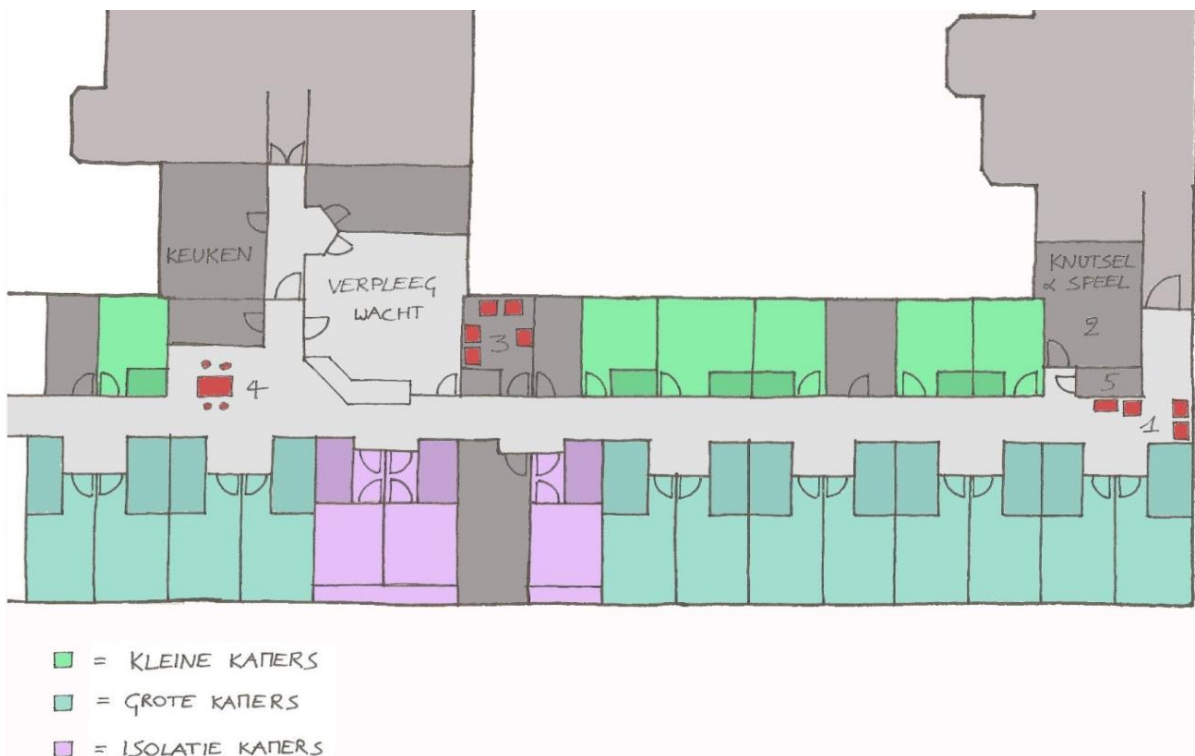 KEUKEN
VERPLEEG
WACHT
KNUTSEL
& SPEEL
2
3
4
5
1
= KLEINE KAMERS
= GROTE KAMERS
= ISOLATIE KAMERS